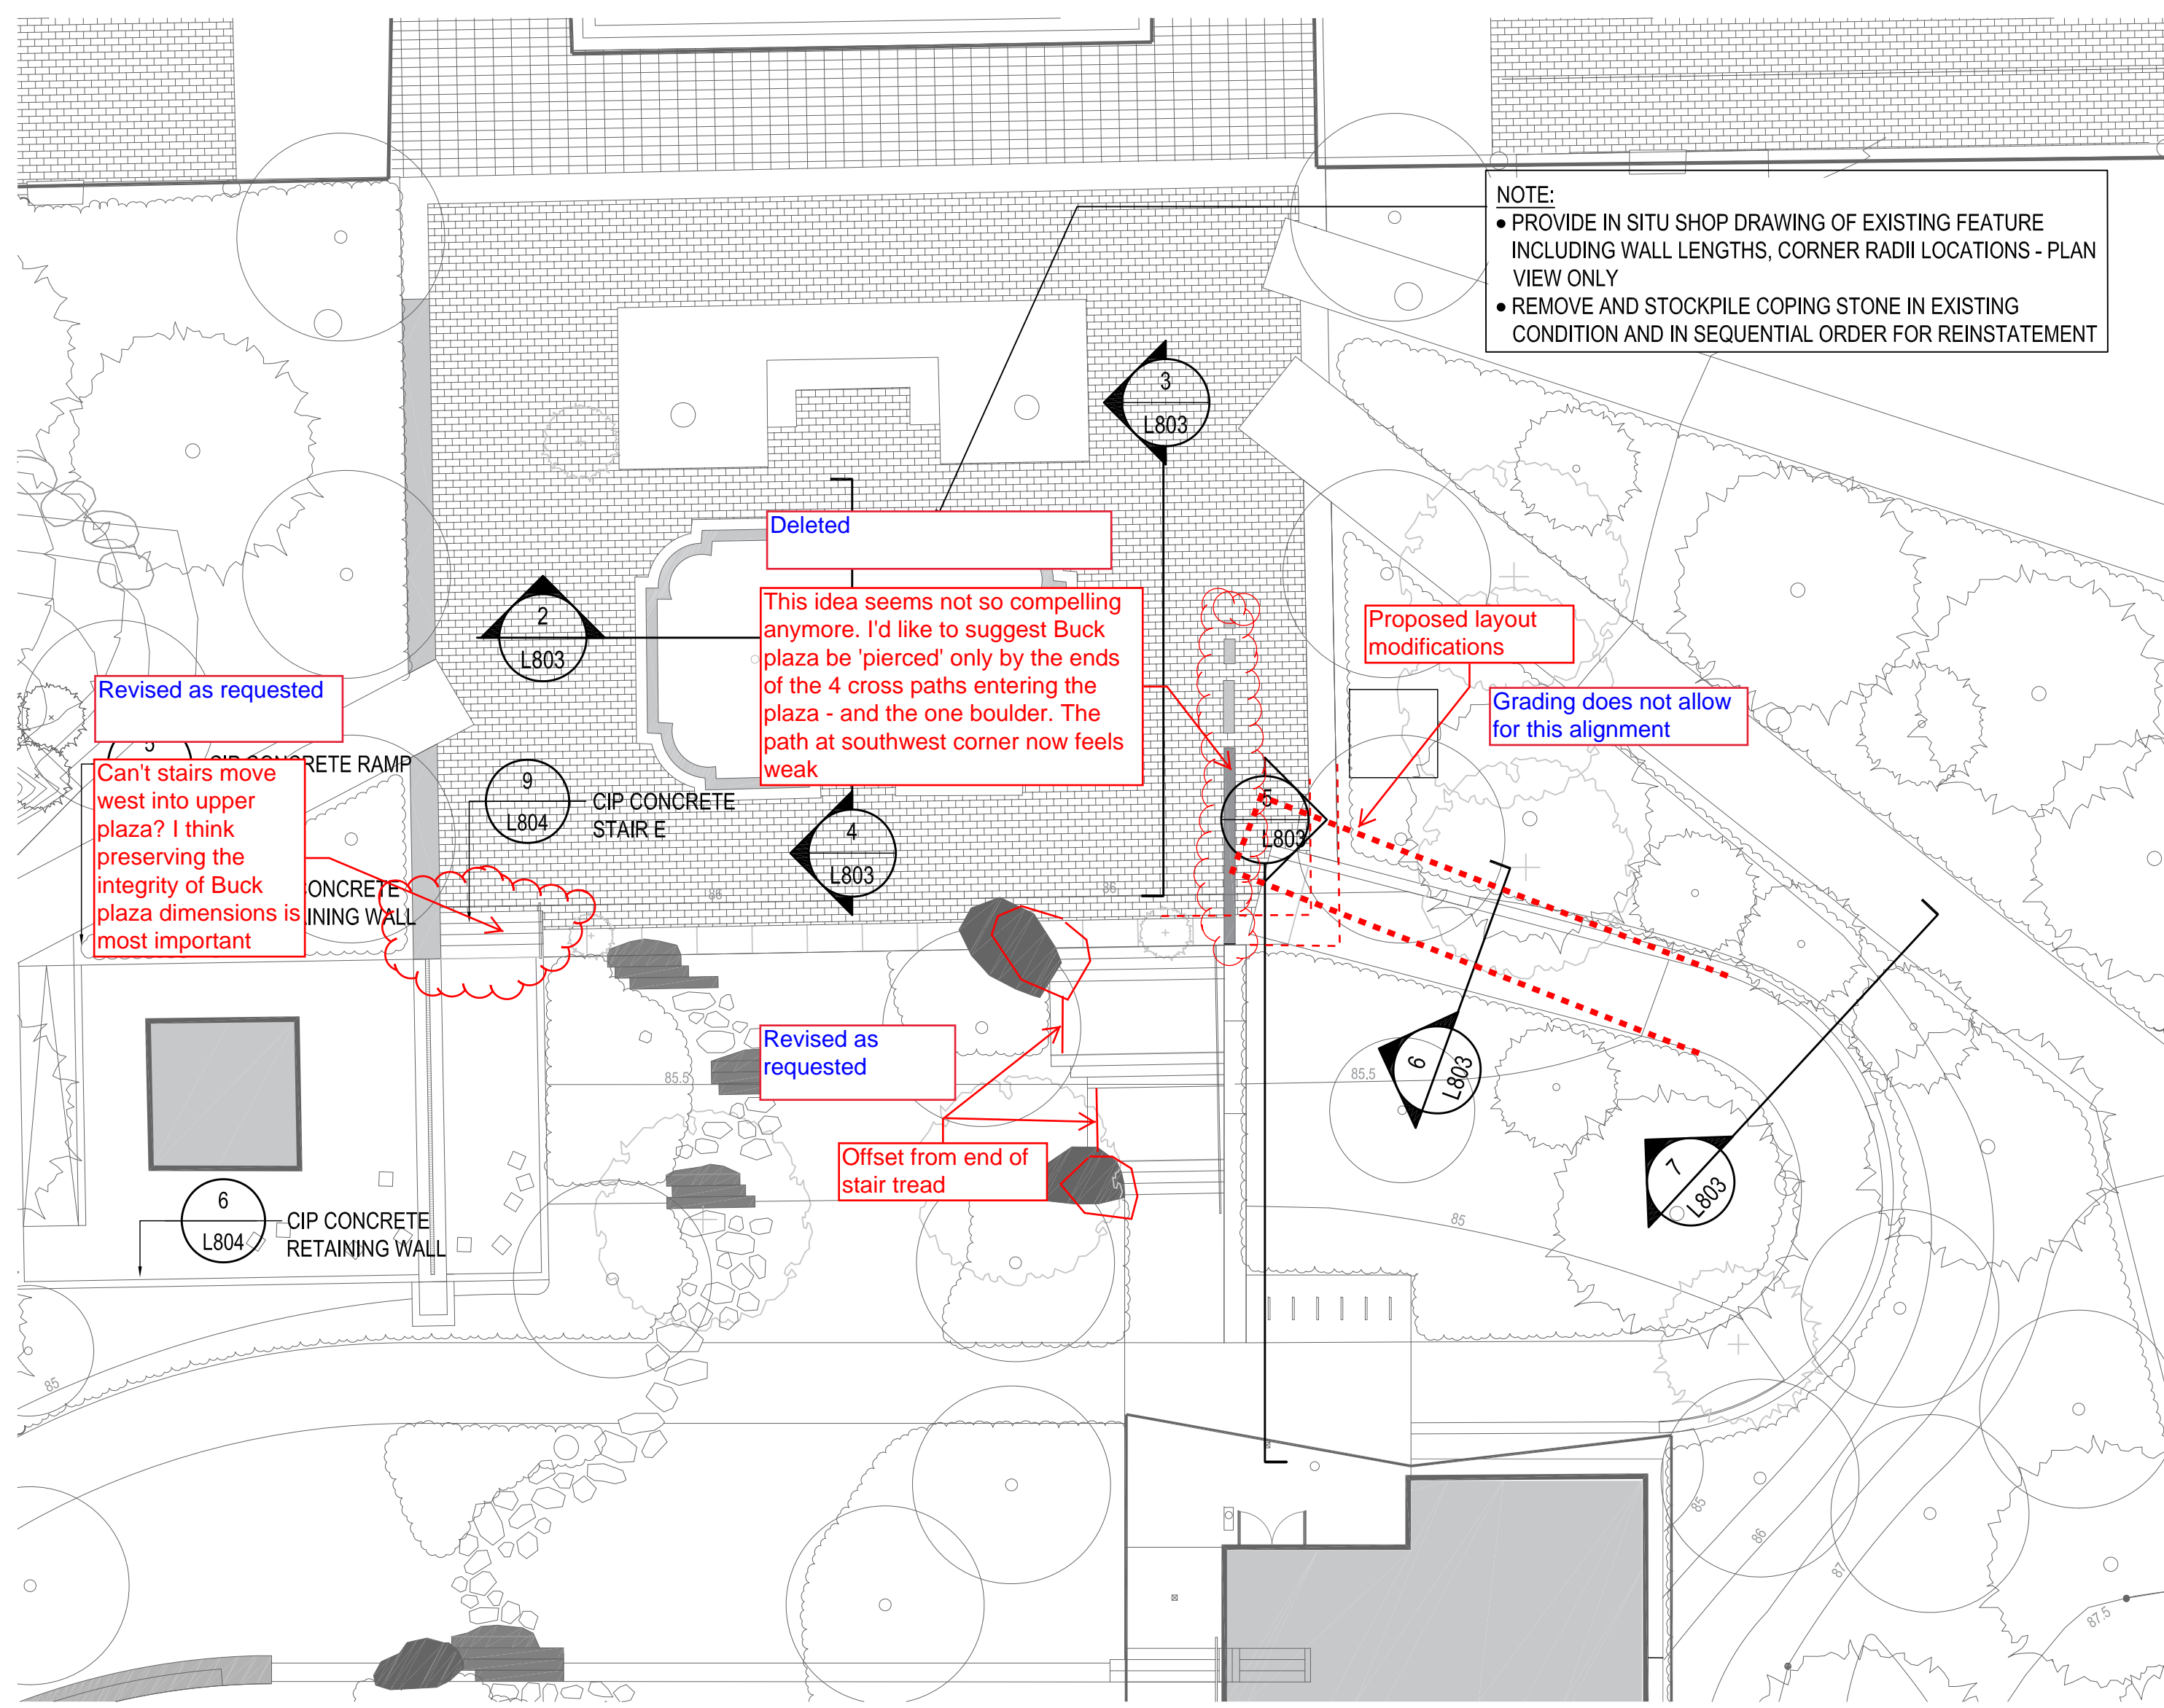 NOTE:
• PROVIDE IN SITU SHOP DRAWING OF EXISTING FEATURE
INCLUDING WALL LENGTHS, CORNER RADII LOCATIONS - PLAN
VIEW ONLY
• REMOVE AND STOCKPILE COPING STONE IN EXISTING
CONDITION AND IN SEQUENTIAL ORDER FOR REINSTATEMENT
3
L803
Deleted
2
L803
This idea seems not so compelling
anymore. I'd like to suggest Buck
plaza be 'pierced' only by the ends
of the 4 cross paths entering the
plaza - and the one boulder. The
path at southwest corner now feels
weak
Proposed layout
modifications
Grading does not allow
for this alignment
Revised as requested
5
CIP CONCRETE RAMP
Can't stairs move
west into upper
plaza? I think
preserving the
integrity of Buck
plaza dimensions is
most important
9
L804
CIP CONCRETE
STAIR E
4
L803
5
L803
86
86
Revised as
requested
85.5
85.5
6
L803
Offset from end of
stair tread
7
L803
6
L804
CIP CONCRETE
RETAINING WALL
85
85
85
86
87
87.5